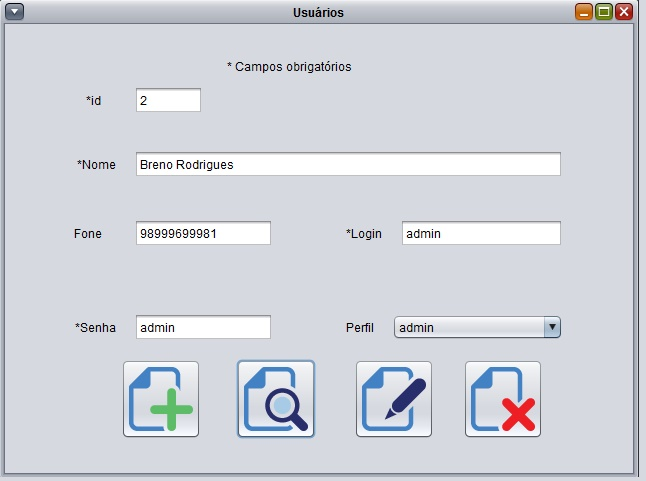 Usuários
* Campos obrigatórios
*id 2
*Nome Breno Rodrigues
Fone 98999699981 *Login admin
*Senha admin Perfil admin